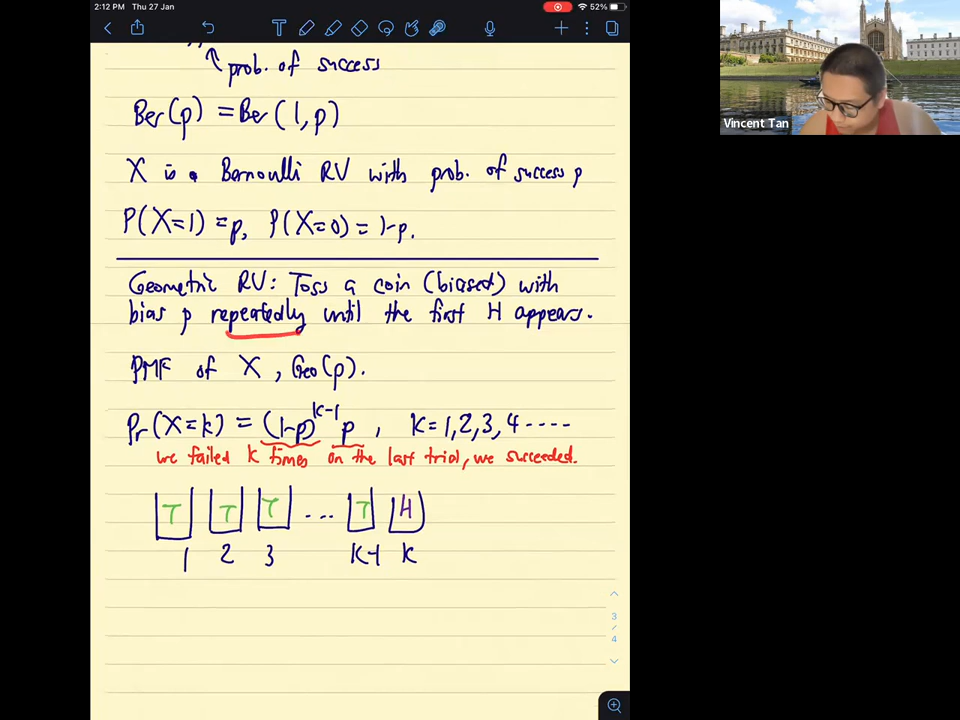 2:12 PM Thu 27 Jan
52%
prob. of success
Ber(p) = Ber(1, p)
X is a Bernoulli RV with prob. of success p
P(X=1) = p, P(X=0) = 1-p.
Geometric RV: Toss a coin (biased) with
bias p repeatedly until the first H appears.
PMF of X, Geo(p).
Pr(X=k) = (1-p)^{k-1} p, k=1,2,3,4 ----
we failed k times on the last trial, we succeeded.
T T T ... T H
1 2 3 k-1 k
3
/
4
Vincent Tan